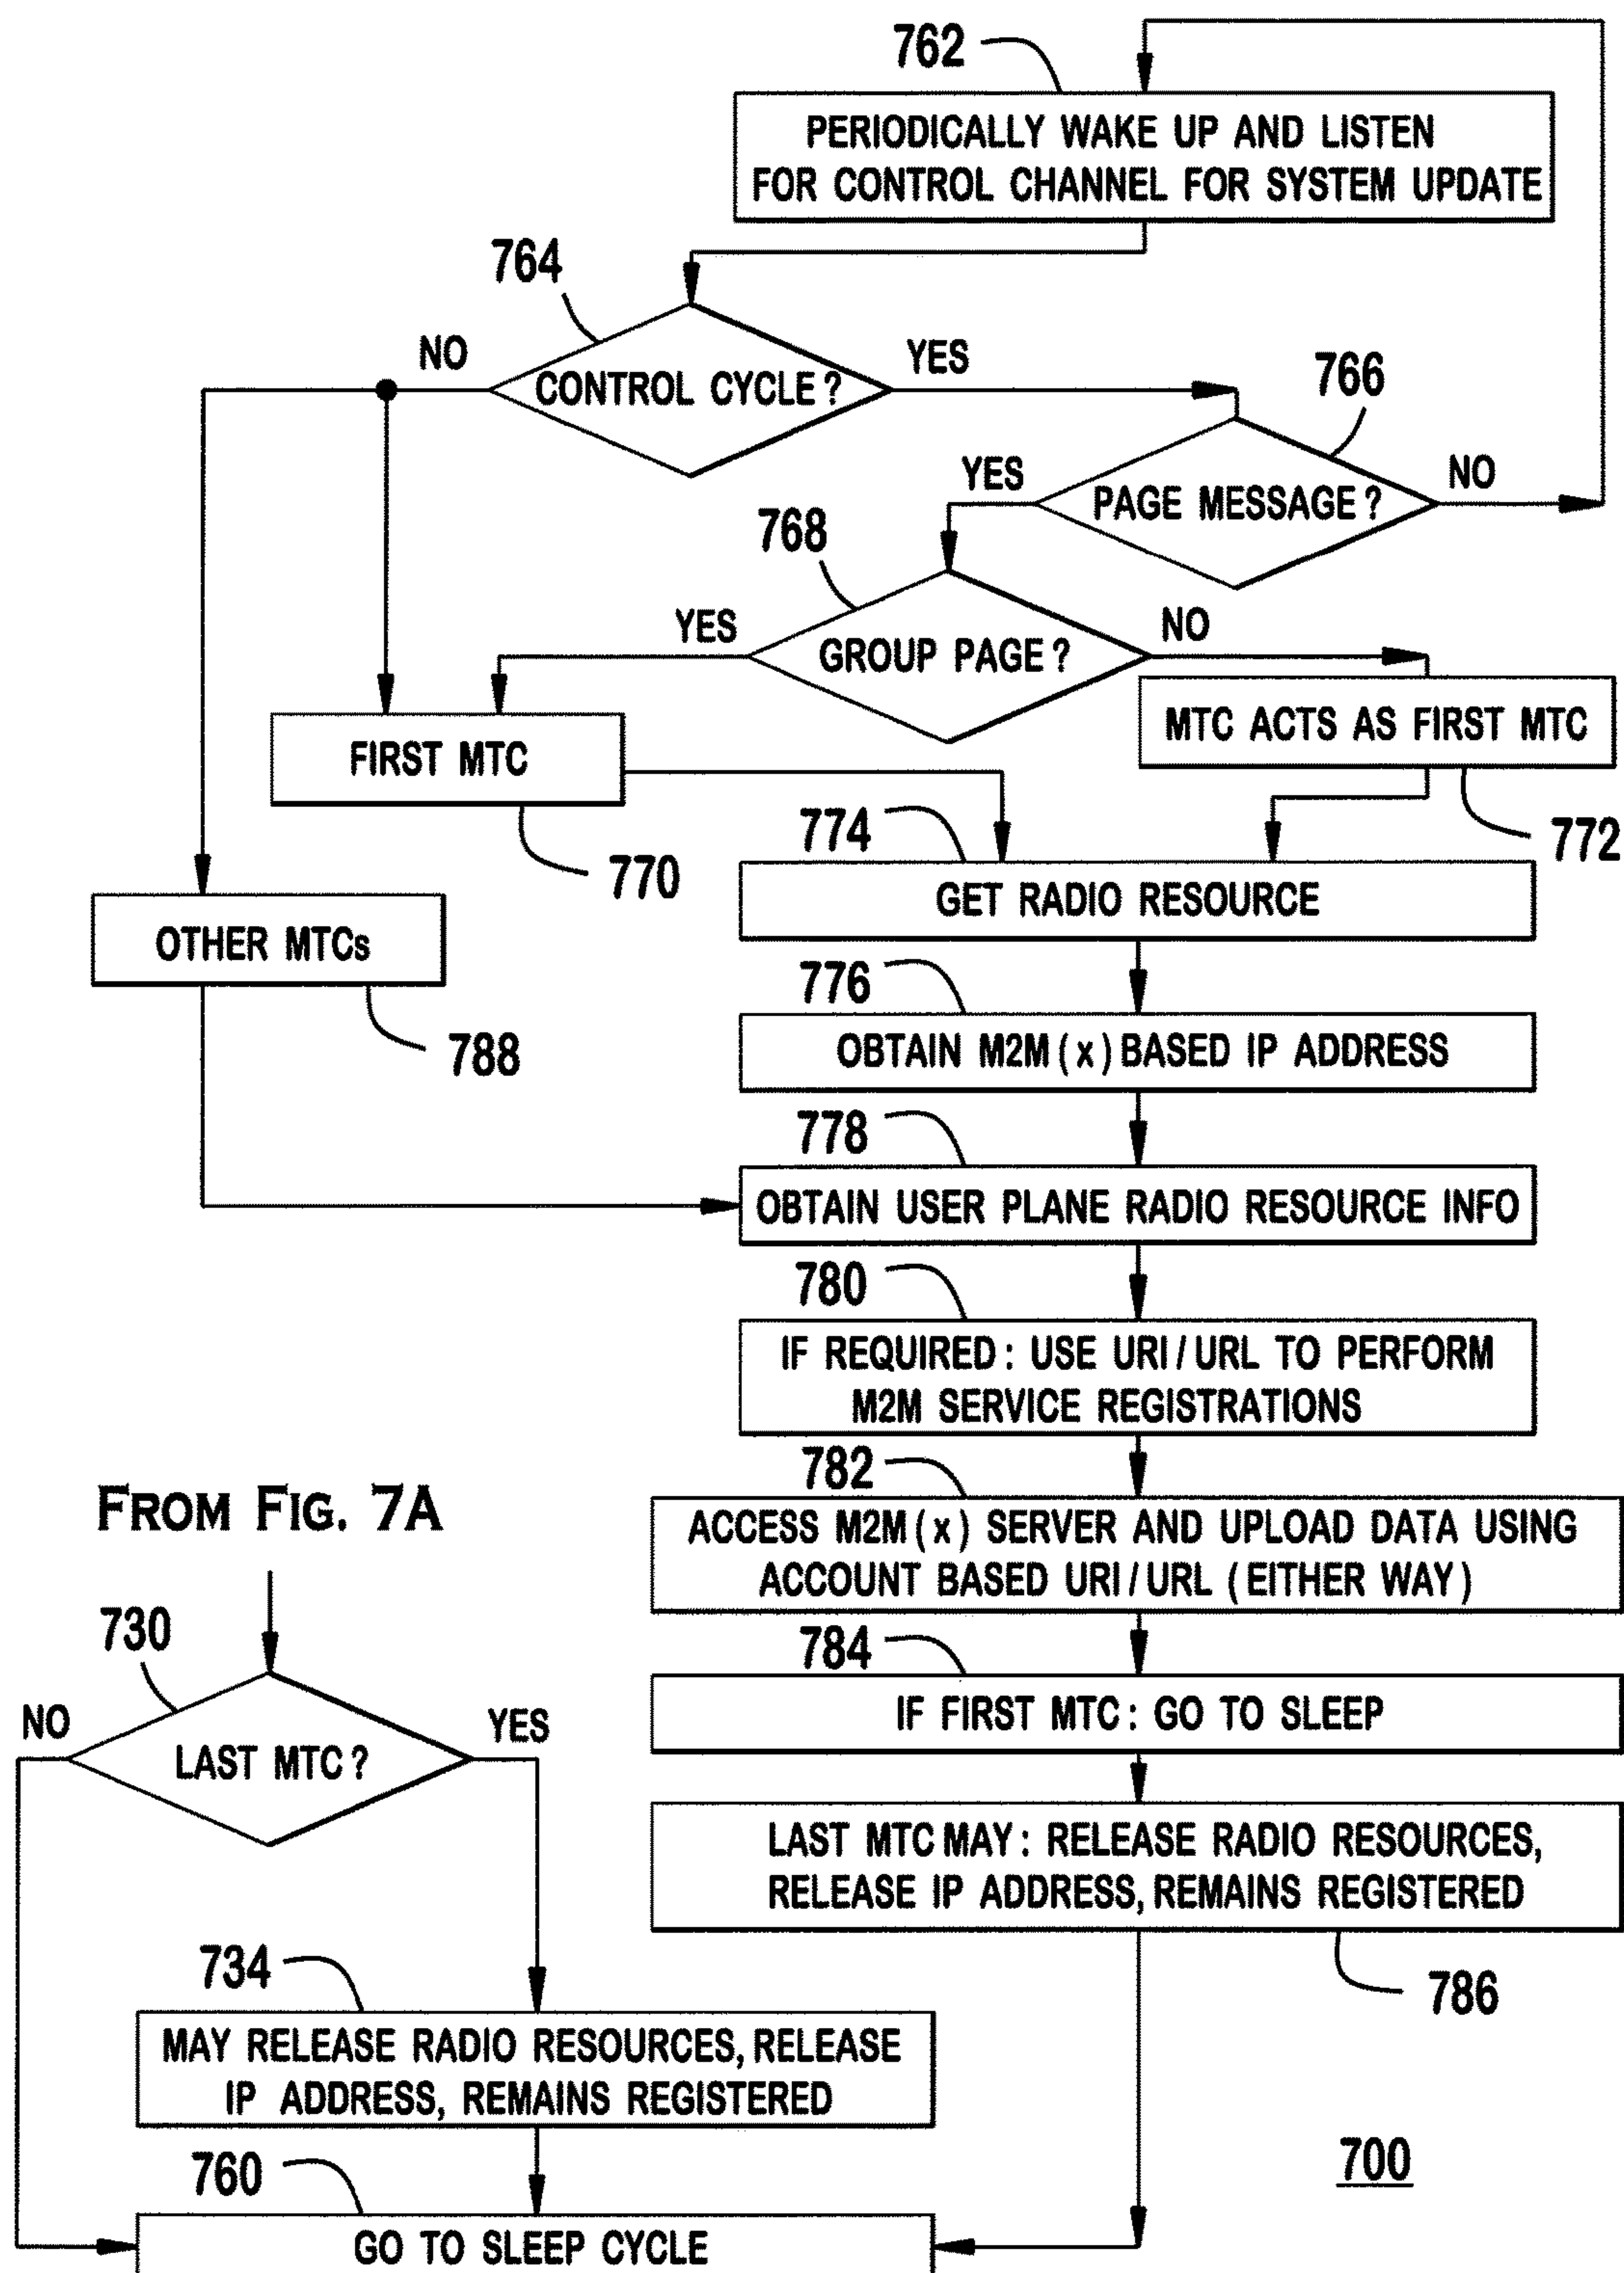 762
PERIODICALLY WAKE UP AND LISTEN
FOR CONTROL CHANNEL FOR SYSTEM UPDATE
764
NO
CONTROL CYCLE?
YES
766
YES
PAGE MESSAGE?
NO
768
YES
GROUP PAGE?
NO
FIRST MTC
770
MTC ACTS AS FIRST MTC
772
774
GET RADIO RESOURCE
OTHER MTCs
788
776
OBTAIN M2M(x) BASED IP ADDRESS
778
OBTAIN USER PLANE RADIO RESOURCE INFO
780
IF REQUIRED: USE URI/URL TO PERFORM
M2M SERVICE REGISTRATIONS
782
ACCESS M2M(x) SERVER AND UPLOAD DATA USING
ACCOUNT BASED URI/URL (EITHER WAY)
784
IF FIRST MTC: GO TO SLEEP
LAST MTC MAY: RELEASE RADIO RESOURCES,
RELEASE IP ADDRESS, REMAINS REGISTERED
786
FROM FIG. 7A
730
NO
LAST MTC?
YES
734
MAY RELEASE RADIO RESOURCES, RELEASE
IP ADDRESS, REMAINS REGISTERED
760
GO TO SLEEP CYCLE
700